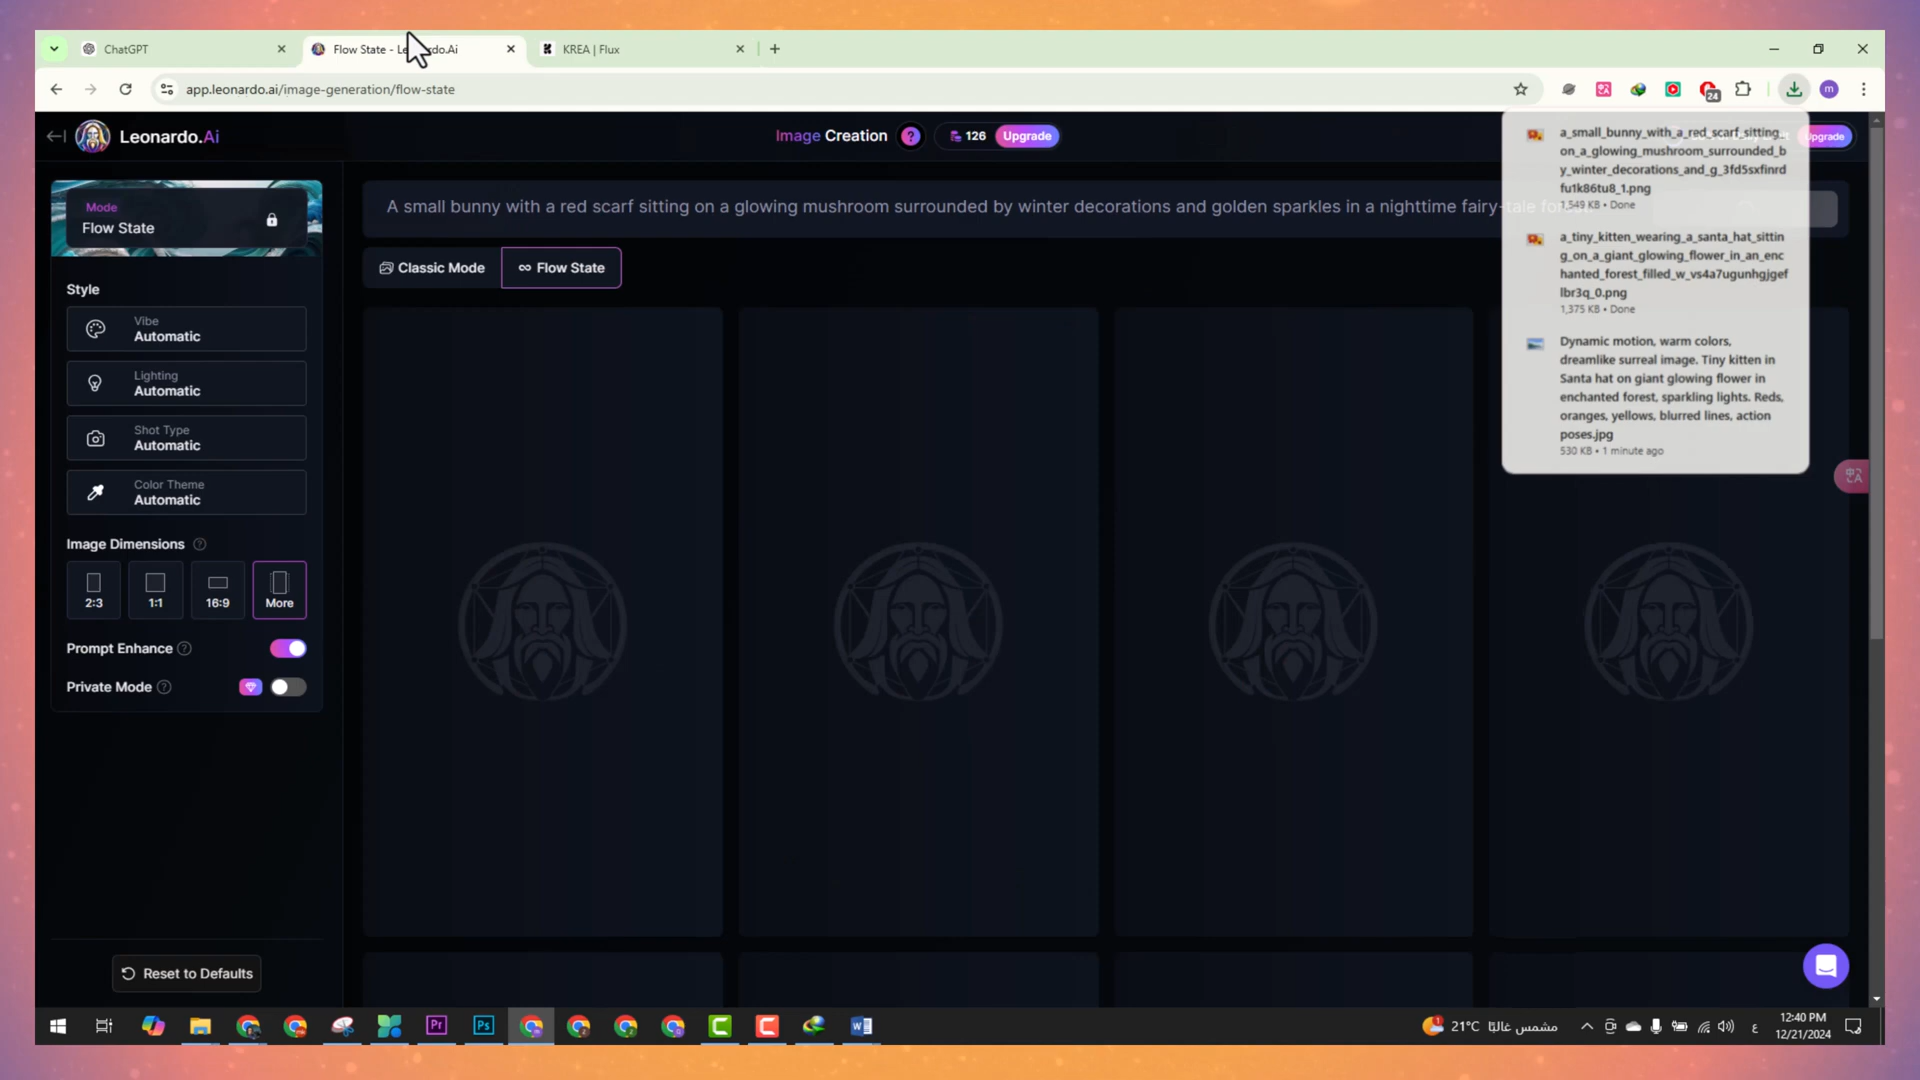 ChatGPT
Flow State - Leonardo.Ai
KREA | Flux
app.leonardo.ai/image-generation/flow-state
24
m
Leonardo.Ai
Image Creation
?
126
Upgrade
Upgrade
a_small_bunny_with_a_red_scarf_sitting_
on_a_glowing_mushroom_surrounded_b
y_winter_decorations_and_g_3fd5sxfinrd
fu1k86tu8_1.png
1,549 KB • Done
a_tiny_kitten_wearing_a_santa_hat_sittin
g_on_a_giant_glowing_flower_in_an_enc
hanted_forest_filled_w_vs4a7ugunhgjgef
lbr3q_0.png
1,375 KB • Done
Dynamic motion, warm colors,
dreamlike surreal image. Tiny kitten in
Santa hat on giant glowing flower in
enchanted forest, sparkling lights. Reds,
oranges, yellows, blurred lines, action
poses.jpg
530 KB • 1 minute ago
Mode
Flow State
A small bunny with a red scarf sitting on a glowing mushroom surrounded by winter decorations and golden sparkles in a nighttime fairy-tale
Classic Mode
Flow State
Style
Vibe
Automatic
Lighting
Automatic
Shot Type
Automatic
Color Theme
Automatic
Image Dimensions ?
2:3
1:1
16:9
More
Prompt Enhance ?
Private Mode ?
Reset to Defaults
Pr
Ps
21°C مشمس غالبًا
ع
12:40 PM
12/21/2024